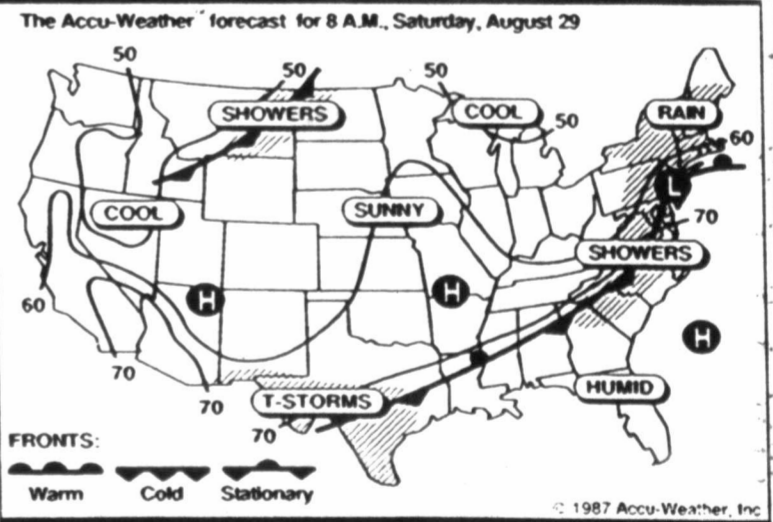 The Accu-Weather forecast for 8 A.M., Saturday, August 29
50
50
50
SHOWERS
COOL
50
RAIN
60
L
COOL
SUNNY
70
SHOWERS
H
H
60
H
70
70
T-STORMS
HUMID
70
FRONTS:
Warm Cold Stationary
© 1987 Accu-Weather, Inc